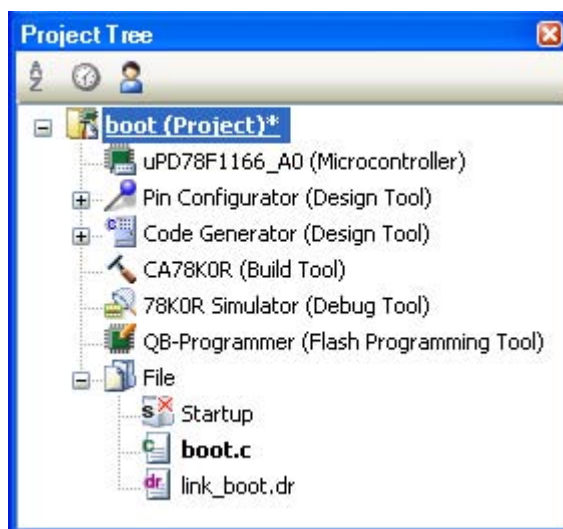 Project Tree
boot (Project)*
uPD78F1166_A0 (Microcontroller)
Pin Configurator (Design Tool)
Code Generator (Design Tool)
CA78K0R (Build Tool)
78K0R Simulator (Debug Tool)
QB-Programmer (Flash Programming Tool)
File
Startup
boot.c
link_boot.dr